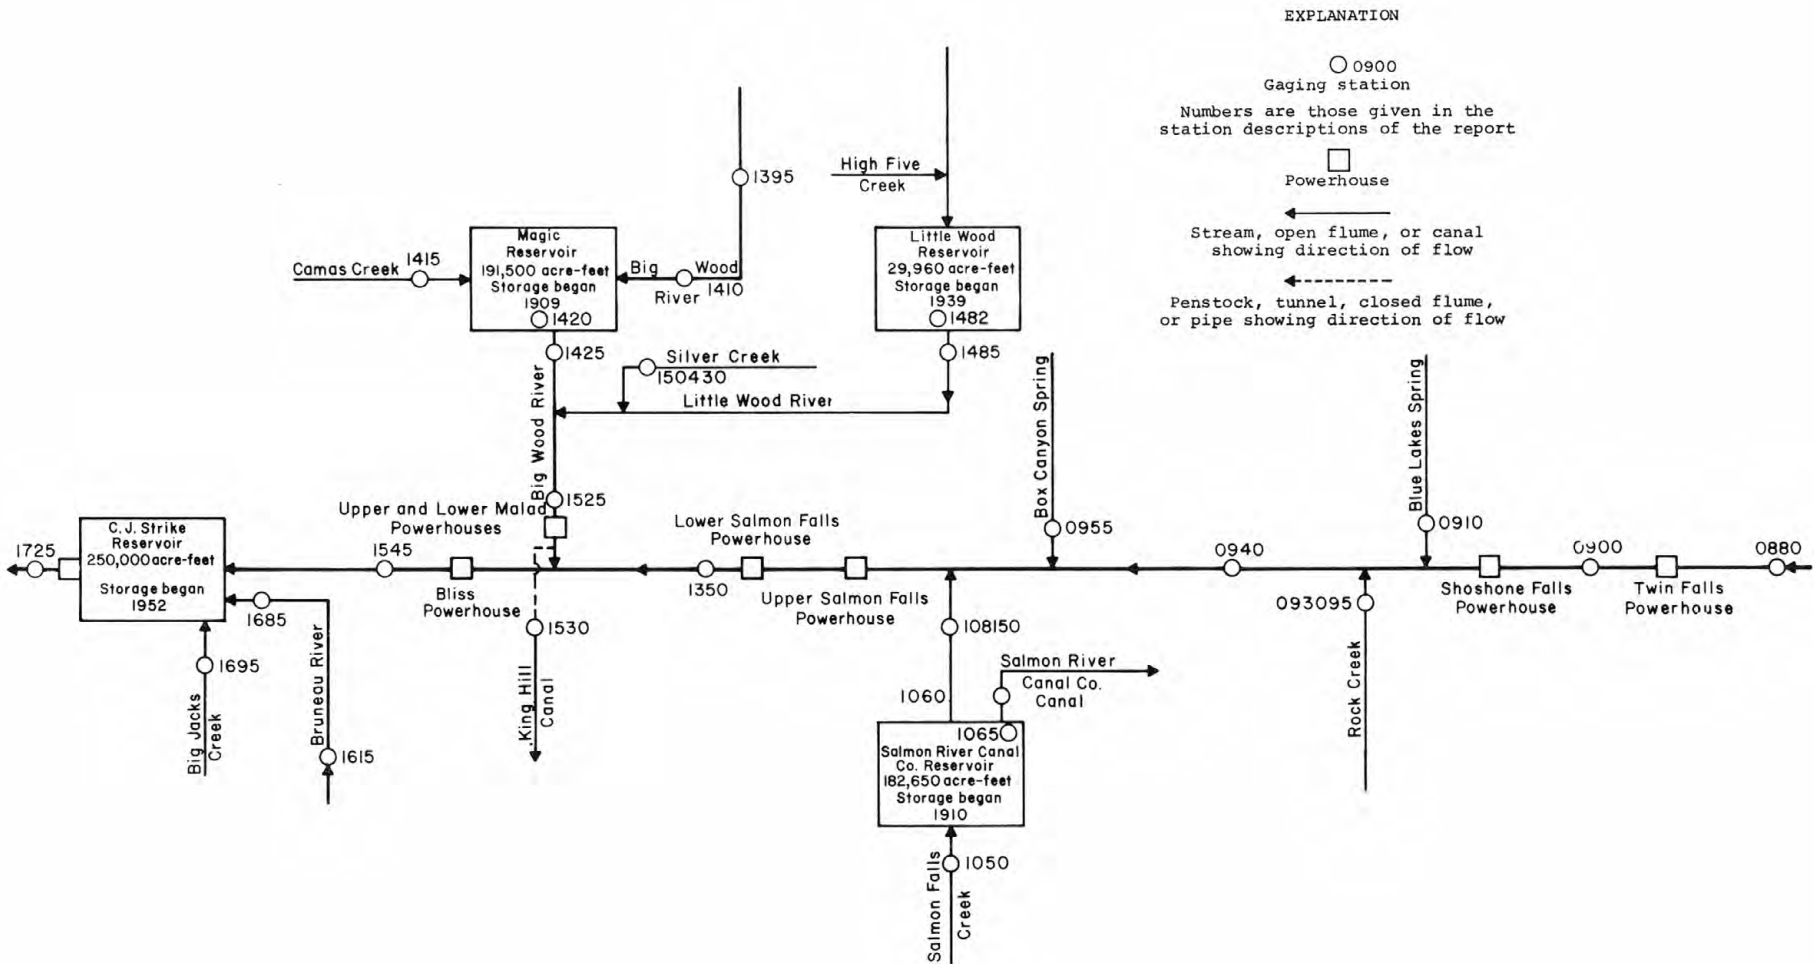 EXPLANATION
0900
Gaging station
Numbers are those given in the
station descriptions of the report
Powerhouse
Stream, open flume, or canal
showing direction of flow
Penstock, tunnel, closed flume,
or pipe showing direction of flow
1395
High Five
Creek
Magic
Reservoir
191,500 acre-feet
Storage began
1909
1420
Camas Creek
1415
Big Wood
River
1410
Little Wood
Reservoir
29,960 acre-feet
Storage began
1939
1482
1425
1485
Silver Creek
150430
Little Wood River
Big Wood River
1525
Box Canyon Spring
0955
Blue Lakes Spring
0910
Upper and Lower Malad
Powerhouses
Lower Salmon Falls
Powerhouse
1725
C.J. Strike
Reservoir
250,000 acre-feet
Storage began
1952
1545
Bliss
Powerhouse
1350
Upper Salmon Falls
Powerhouse
0940
Shoshone Falls
Powerhouse
0900
Twin Falls
Powerhouse
0880
1685
1695
Big Jacks
Creek
Bruneau River
1615
1530
King Hill
Canal
108150
Salmon River
Canal Co.
Canal
1060
1065
Salmon River Canal
Co. Reservoir
182,650 acre-feet
Storage began
1910
1050
Salmon Falls
Creek
093095
Rock Creek